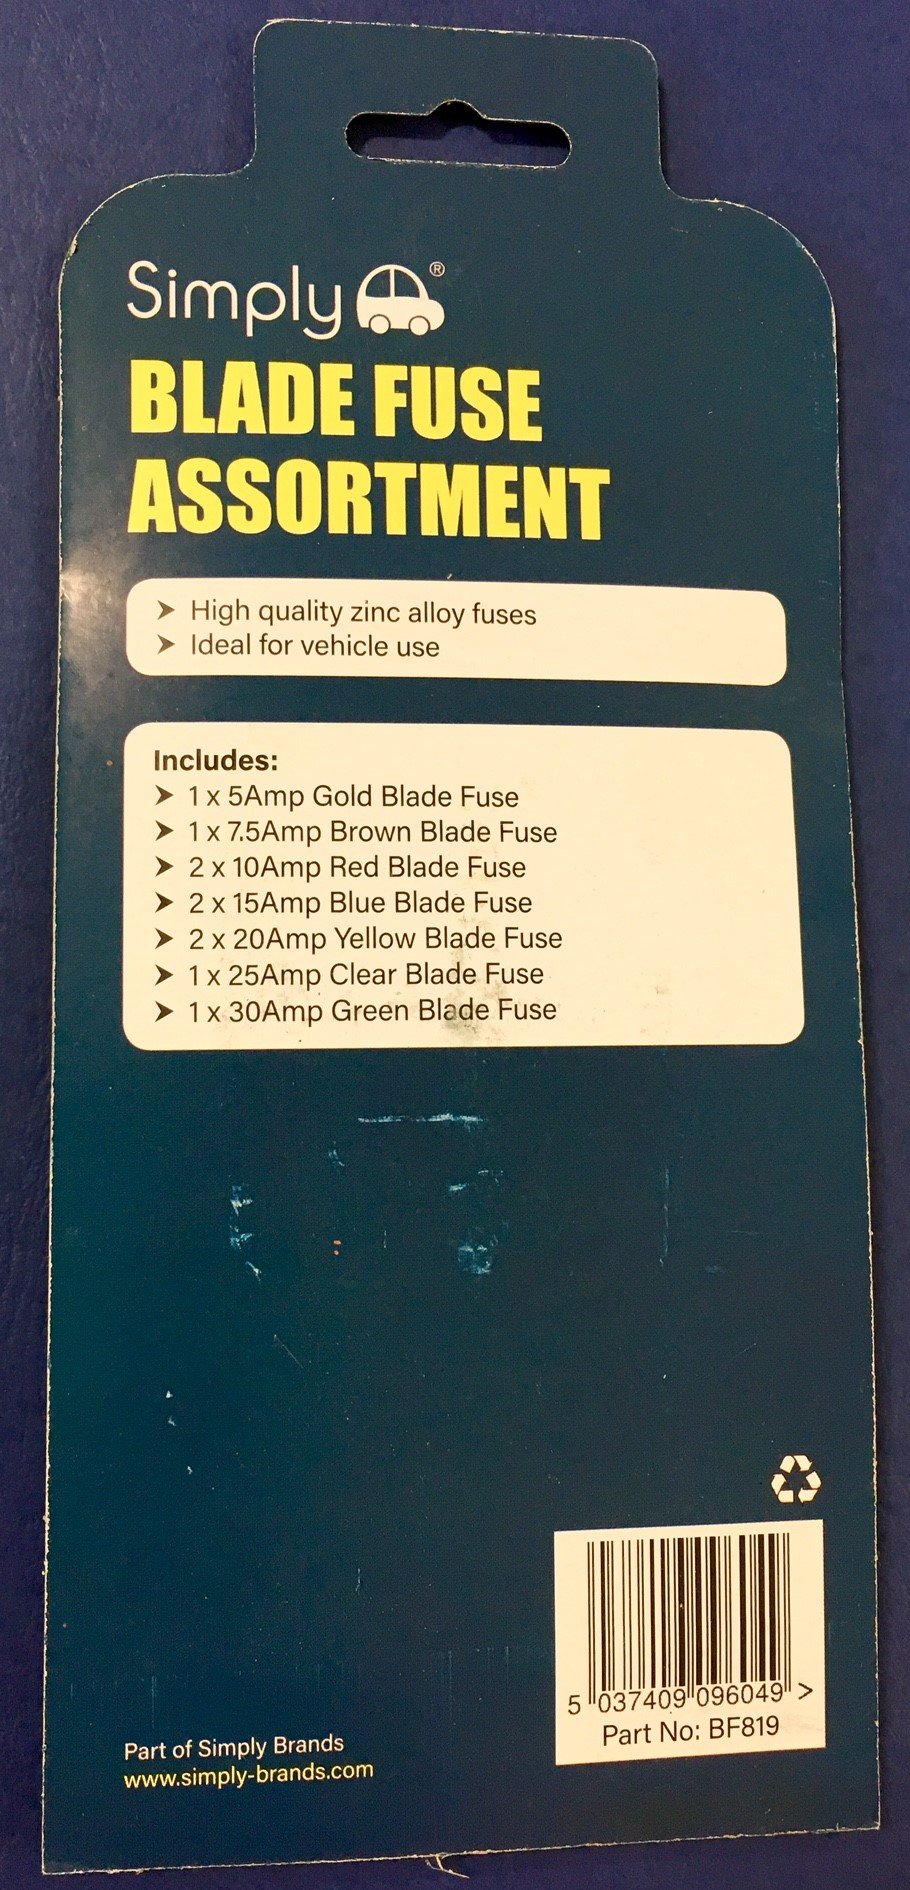 Simply®
BLADE FUSE
ASSORTMENT
➤ High quality zinc alloy fuses
➤ Ideal for vehicle use
Includes:
➤ 1 x 5Amp Gold Blade Fuse
➤ 1 x 7.5Amp Brown Blade Fuse
➤ 2 x 10Amp Red Blade Fuse
➤ 2 x 15Amp Blue Blade Fuse
➤ 2 x 20Amp Yellow Blade Fuse
➤ 1 x 25Amp Clear Blade Fuse
➤ 1 x 30Amp Green Blade Fuse
5 037409 096049 >
Part No: BF819
Part of Simply Brands
www.simply-brands.com